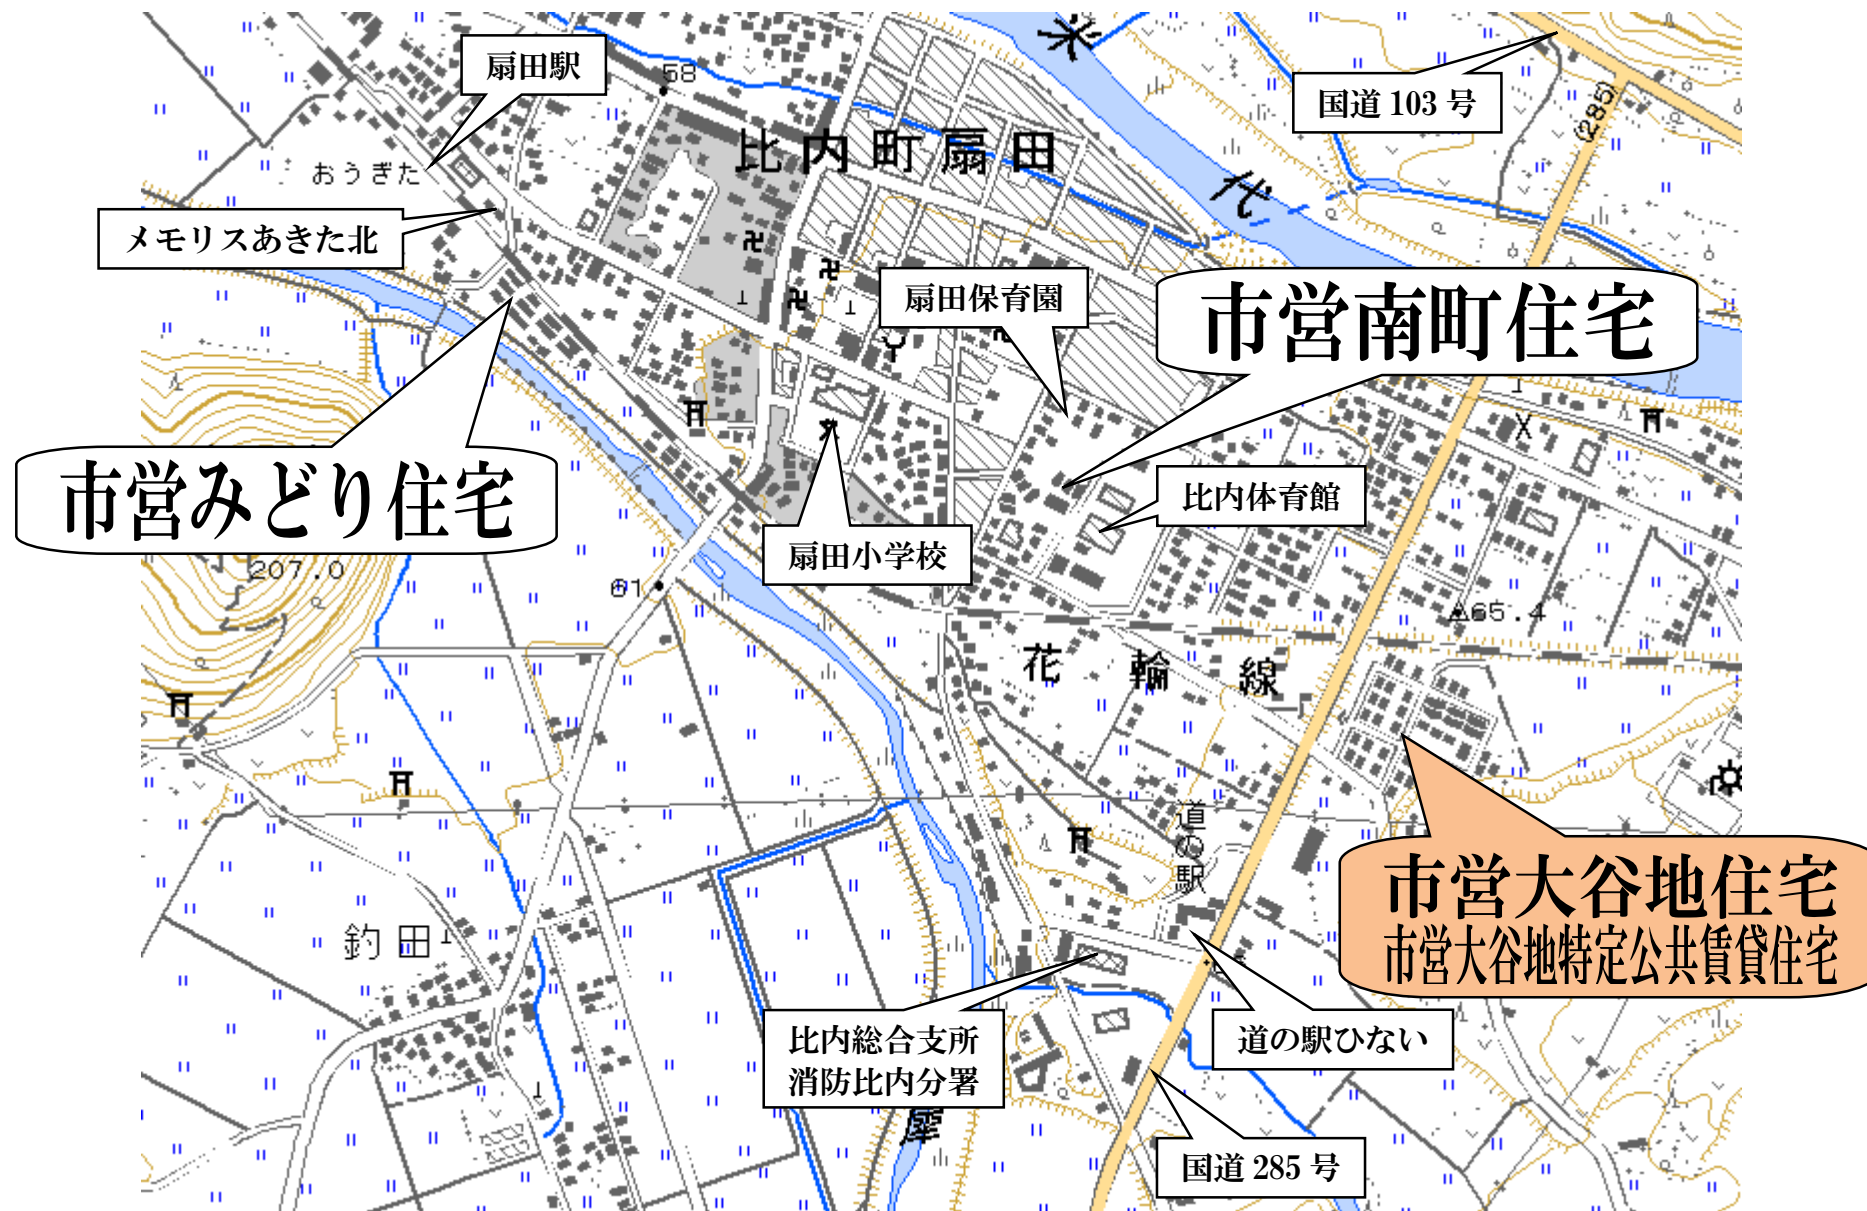 米
扇田駅
58
国道 103 号
(285)
比内町扇田
おうぎた
代
メモリスあきた北
扇田保育園
市営南町住宅
文
市営みどり住宅
比内体育館
扇田小学校
207.0
61
65.4
花輪線
道の駅
市営大谷地住宅
市営大谷地特定公共賃貸住宅
釣田
比内総合支所
消防比内分署
道の駅ひない
犀
国道 285 号